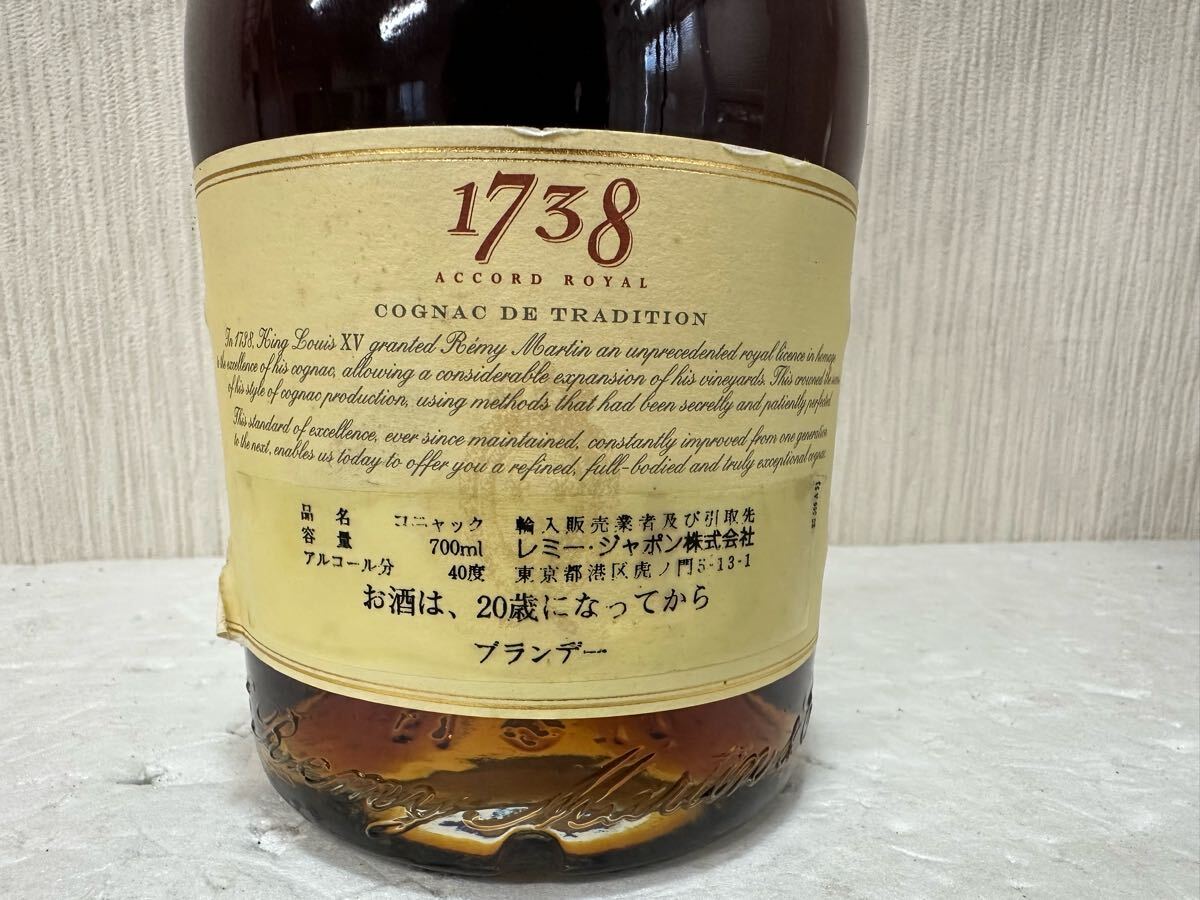 1738
ACCORD ROYAL
COGNAC DE TRADITION
In 1738, King Louis XV granted Rémy Martin an unprecedented royal licence in homage
the excellence of his cognac, allowing a considerable expansion of his vineyards. This crowned the
of his style of cognac production, using methods that had been secretly and patiently perfected.
This standard of excellence, ever since maintained, constantly improved from one generation
to the next, enables us today to offer you a refined, full-bodied and truly exceptional cognac.
品名 コニャック 輸入販売業者及び引取先
容量 700ml レミー・ジャポン株式会社
アルコール分 40度 東京都港区虎ノ門5-13-1
お酒は、20歳になってから
ブランデー
Remy Martin